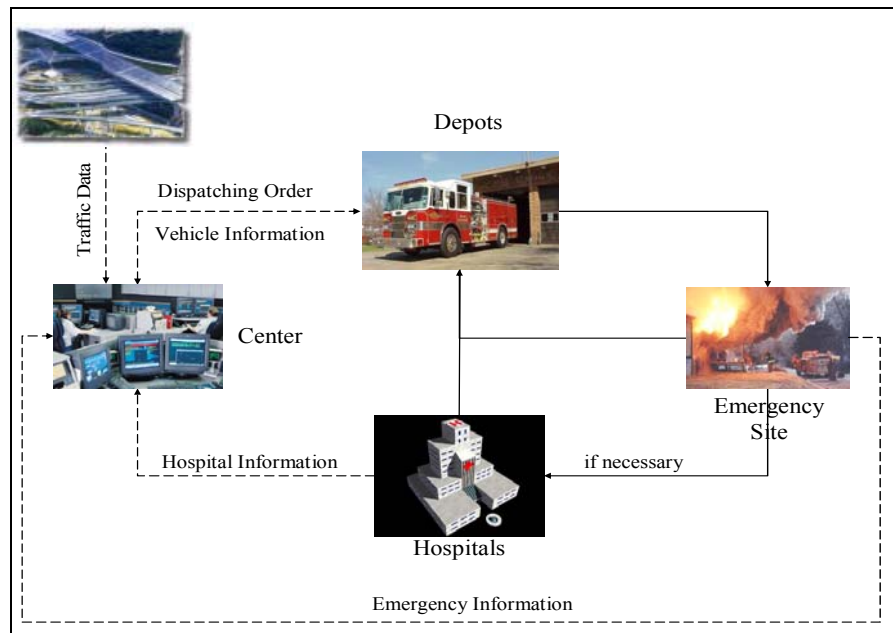 Depots
Traffic Data
Dispatching Order
Vehicle Information
Center
Emergency
Site
Hospital Information
if necessary
Hospitals
Emergency Information